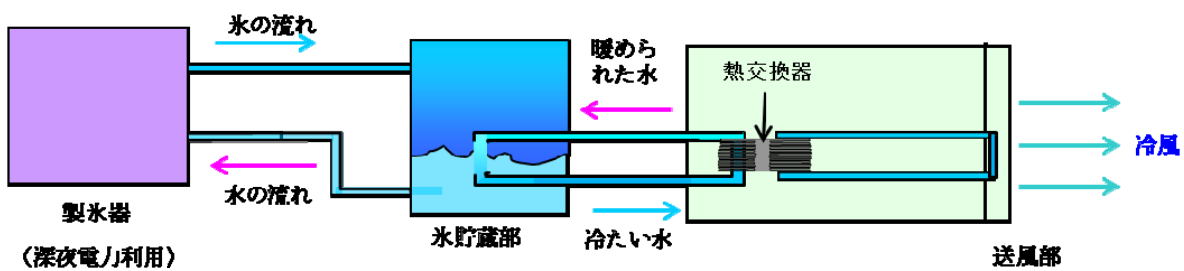 氷の流れ
水の流れ
製氷器
（深夜電力利用）
氷貯蔵部
暖めら
れた水
冷たい水
熱交換器
冷風
送風部